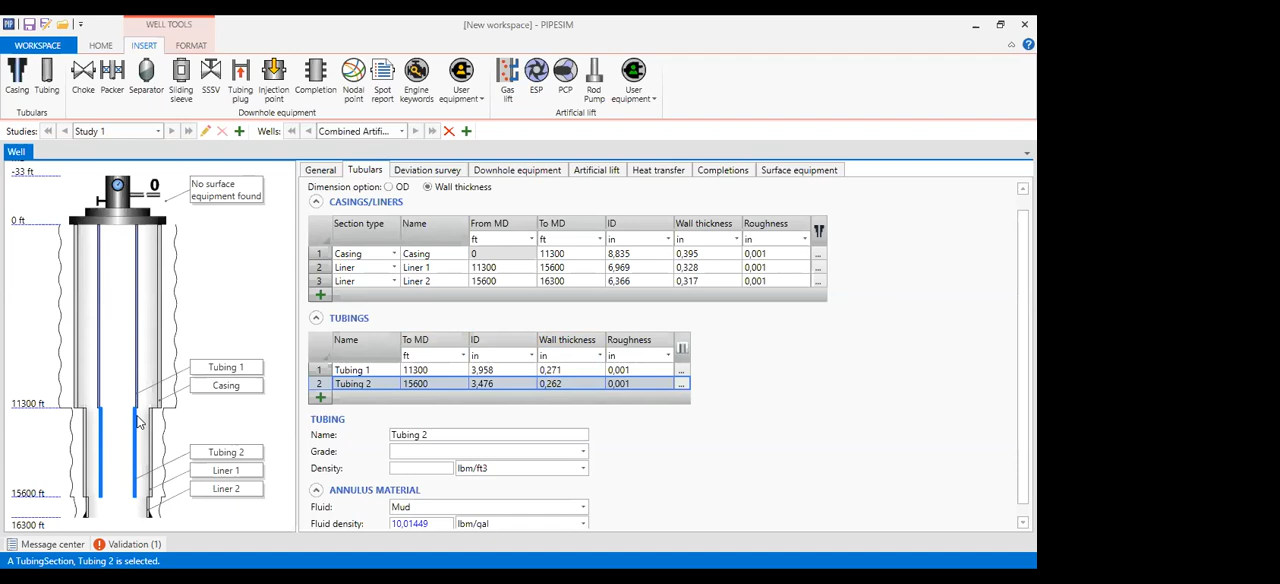 WELL TOOLS
[New workspace] - PIPESIM
WORKSPACE HOME INSERT FORMAT
Casing Tubing Choke Packer Separator Sliding sleeve SSSV Tubing plug Injection point Completion Nodal point Spot report Engine keywords User equipment Gas lift ESP PCP Rod Pump User equipment
Tubulars Downhole equipment Artificial lift
Studies: Study 1 Wells: Combined Artifi...
Well
General Tubulars Deviation survey Downhole equipment Artificial lift Heat transfer Completions Surface equipment
Dimension option: OD Wall thickness
CASINGS/LINERS
Section type Name From MD To MD ID Wall thickness Roughness
ft ft in in in
1 Casing Casing 0 11300 8,835 0,395 0,001 ...
2 Liner Liner 1 11300 15600 6,969 0,328 0,001 ...
3 Liner Liner 2 15600 16300 6,366 0,317 0,001 ...
TUBINGS
Name To MD ID Wall thickness Roughness
ft in in in
1 Tubing 1 11300 3,958 0,271 0,001 ...
2 Tubing 2 15600 3,476 0,262 0,001 ...
TUBING
Name: Tubing 2
Grade:
Density: lbm/ft3
ANNULUS MATERIAL
Fluid: Mud
Fluid density: 10,01449 lbm/gal
-33 ft
No surface
equipment found
0 ft
Tubing 1
Casing
11300 ft
Tubing 2
Liner 1
Liner 2
15600 ft
16300 ft
Message center Validation (1)
A TubingSection, Tubing 2 is selected.